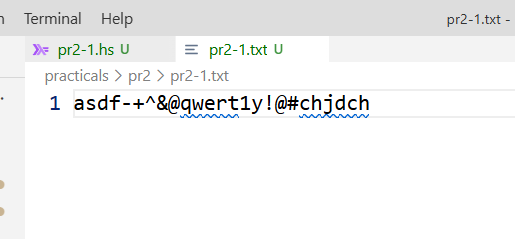 Terminal Help pr2-1.txt -
pr2-1.hs U pr2-1.txt U
practicals > pr2 > pr2-1.txt
1 asdf-+^&@qwert1y!@#chjdch